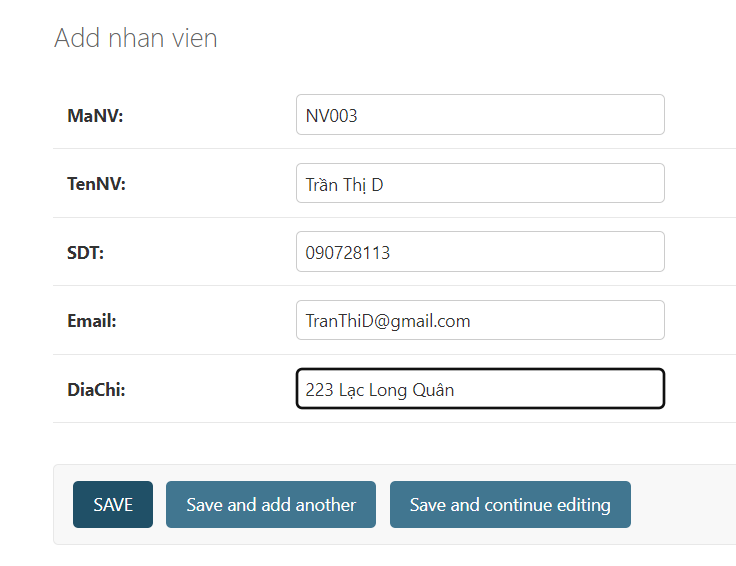 Add nhan vien
MaNV: NV003
TenNV: Trần Thị D
SDT: 090728113
Email: TranThiD@gmail.com
DiaChi: 223 Lạc Long Quân
SAVE Save and add another Save and continue editing